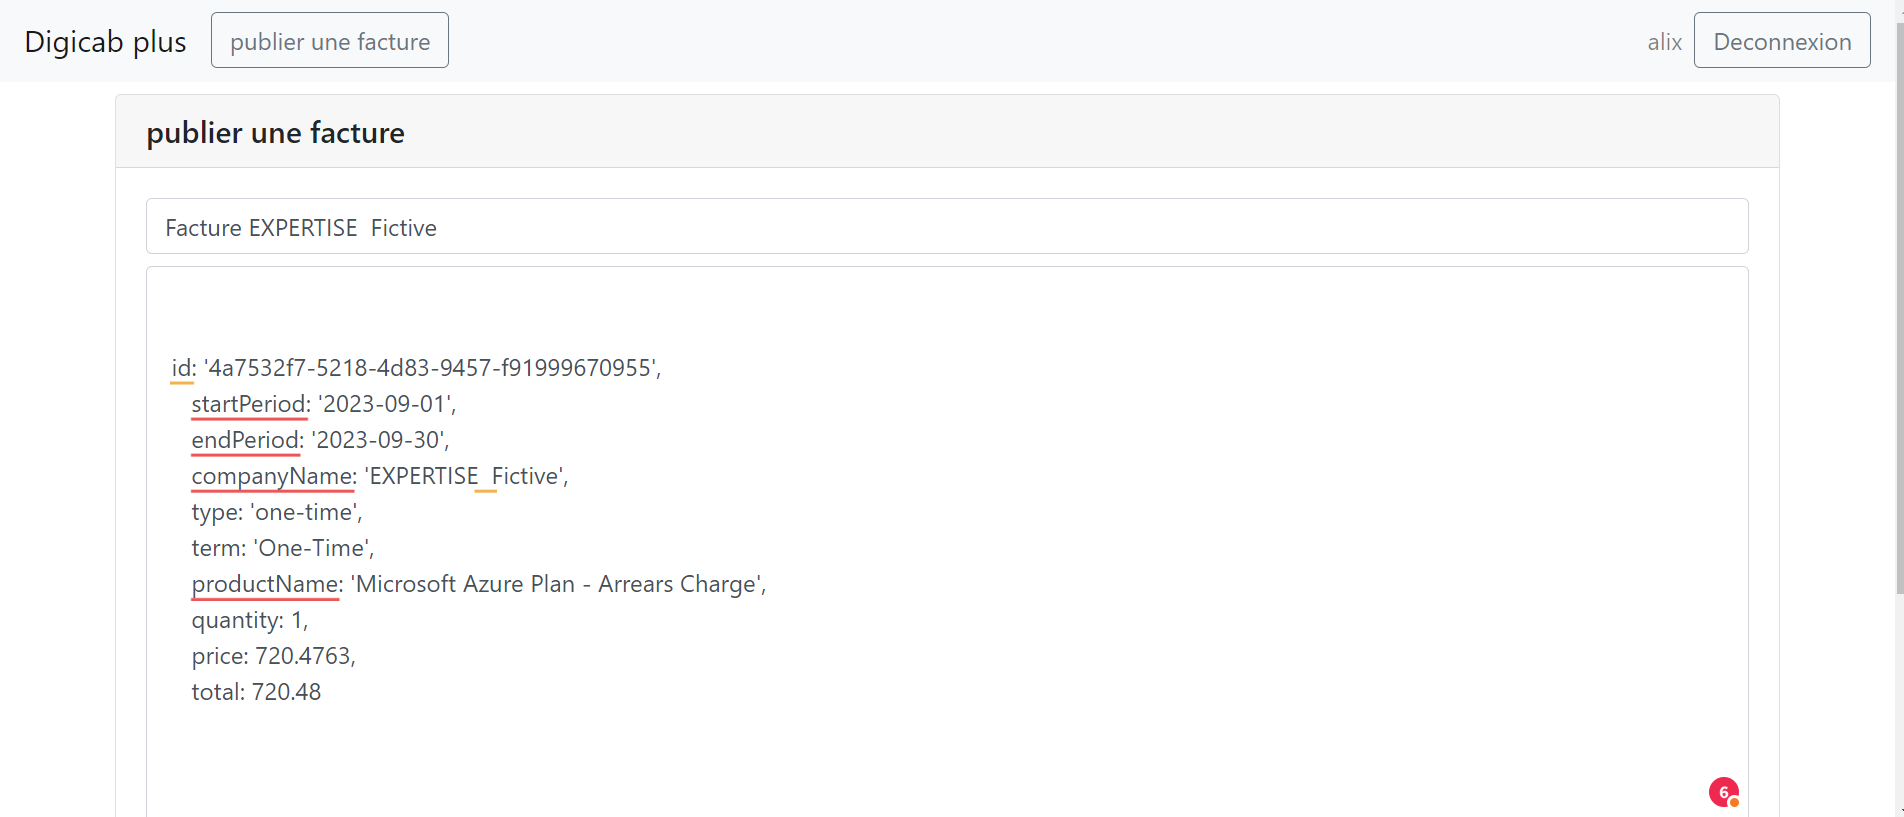 Digicab plus publier une facture alix Deconnexion
publier une facture
Facture EXPERTISE  Fictive
id: '4a7532f7-5218-4d83-9457-f91999670955',
startPeriod: '2023-09-01',
endPeriod: '2023-09-30',
companyName: 'EXPERTISE  Fictive',
type: 'one-time',
term: 'One-Time',
productName: 'Microsoft Azure Plan - Arrears Charge',
quantity: 1,
price: 720.4763,
total: 720.48
6